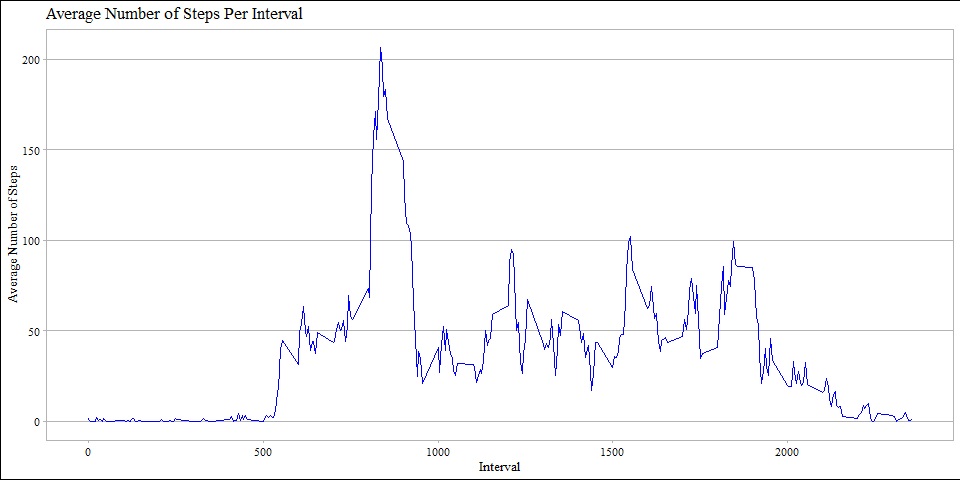 Average Number of Steps Per Interval
Average Number of Steps
200
150
100
50
0
0 500 1000 1500 2000
Interval